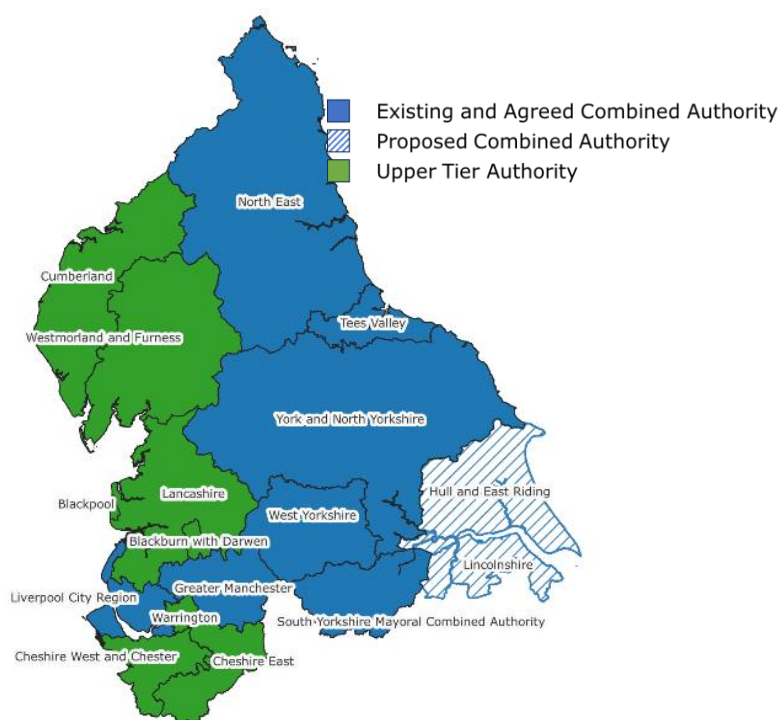 Existing and Agreed Combined Authority
Proposed Combined Authority
Upper Tier Authority
North East
Cumberland
Tees Valley
Westmorland and Furness
York and North Yorkshire
Hull and East Riding
Lancashire
Blackpool
West Yorkshire
Blackburn with Darwen
Lincolnshire
Greater Manchester
Liverpool City Region
Warrington
South Yorkshire Mayoral Combined Authority
Cheshire West and Chester
Cheshire East